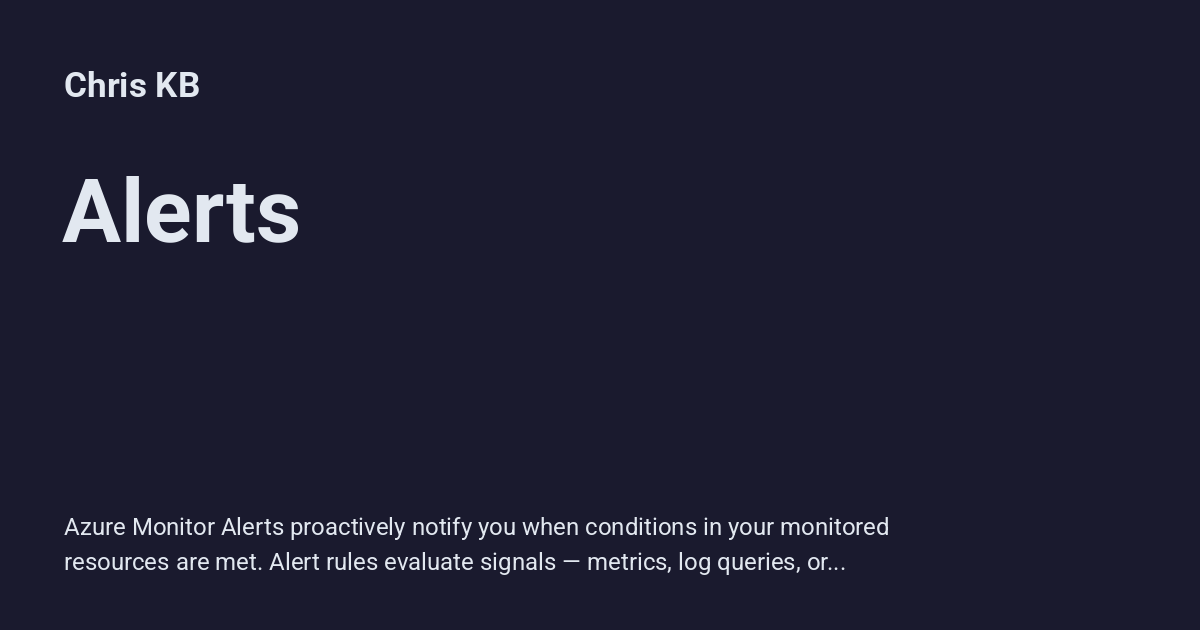 Chris KB
Alerts
Azure Monitor Alerts proactively notify you when conditions in your monitored
resources are met. Alert rules evaluate signals — metrics, log queries, or...